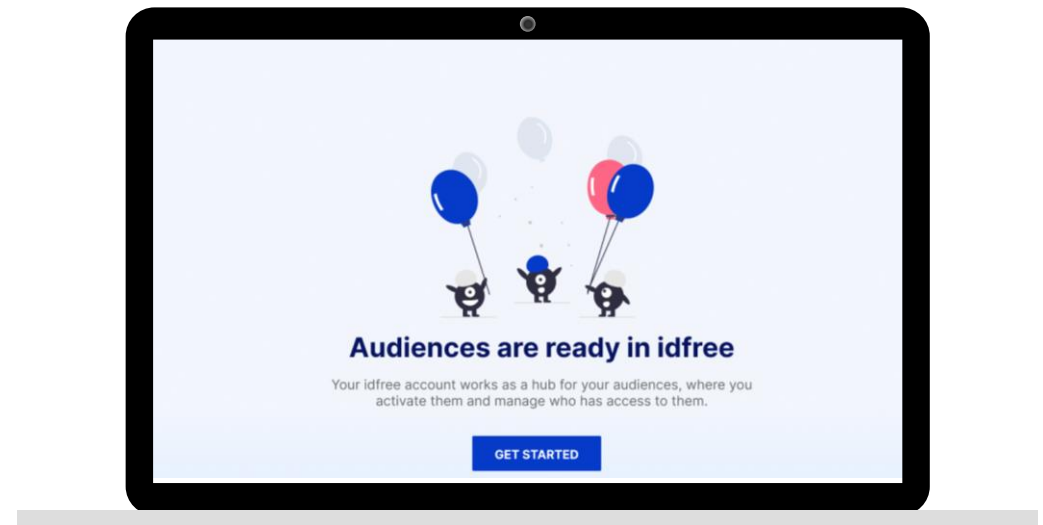 Audiences are ready in idfree
Your idfree account works as a hub for your audiences, where you
activate them and manage who has access to them.
GET STARTED